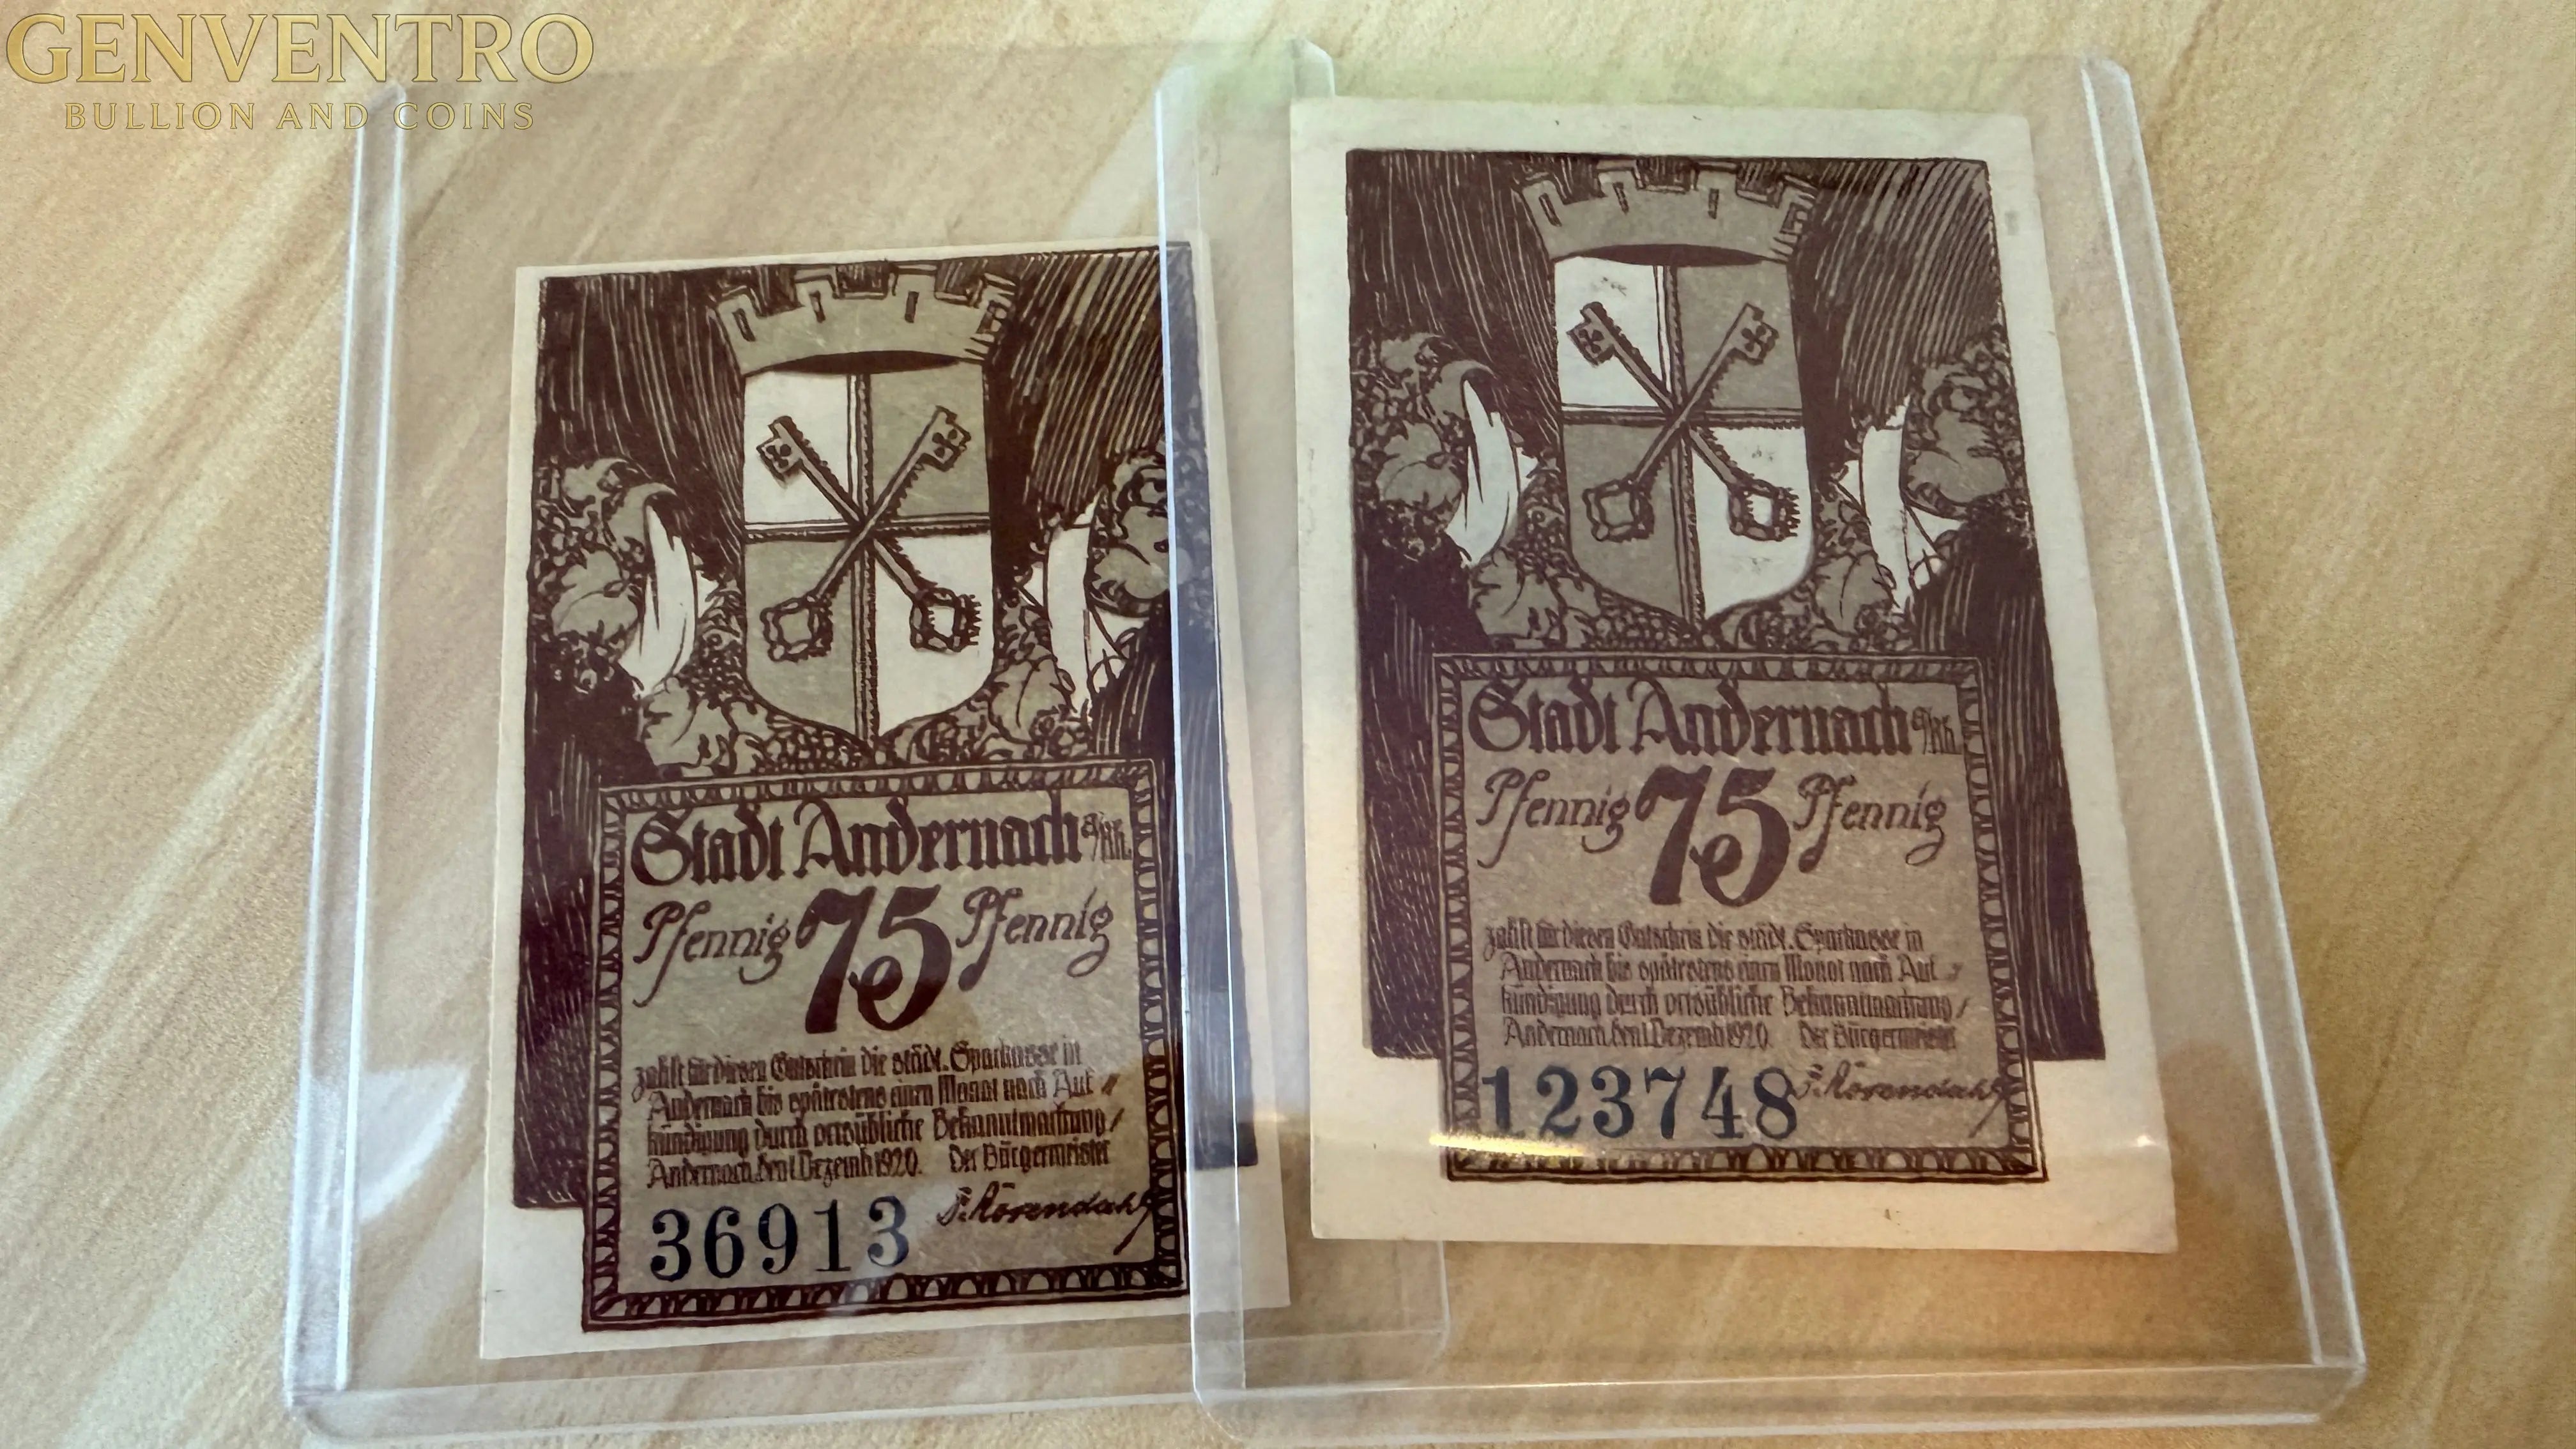 GENVENTRO
BULLION AND COINS
Stadt Andernach a/Rh.
Pfennig 75 Pfennig
zahlt für diesen Gutschein die städt. Sparkasse in
Andernach bis spätestens einen Monat nach Auf
kündigung durch ortsübliche Bekanntmachung/
Andernach, den 1 Dezemb 1920. Der Bürgermeister
36913
Stadt Andernach a/Rh.
Pfennig 75 Pfennig
zahlt für diesen Gutschein die städt. Sparkasse in
Andernach bis spätestens einen Monat nach Auf
kündigung durch ortsübliche Bekanntmachung/
Andernach, den 1 Dezemb 1920. Der Bürgermeister
123748